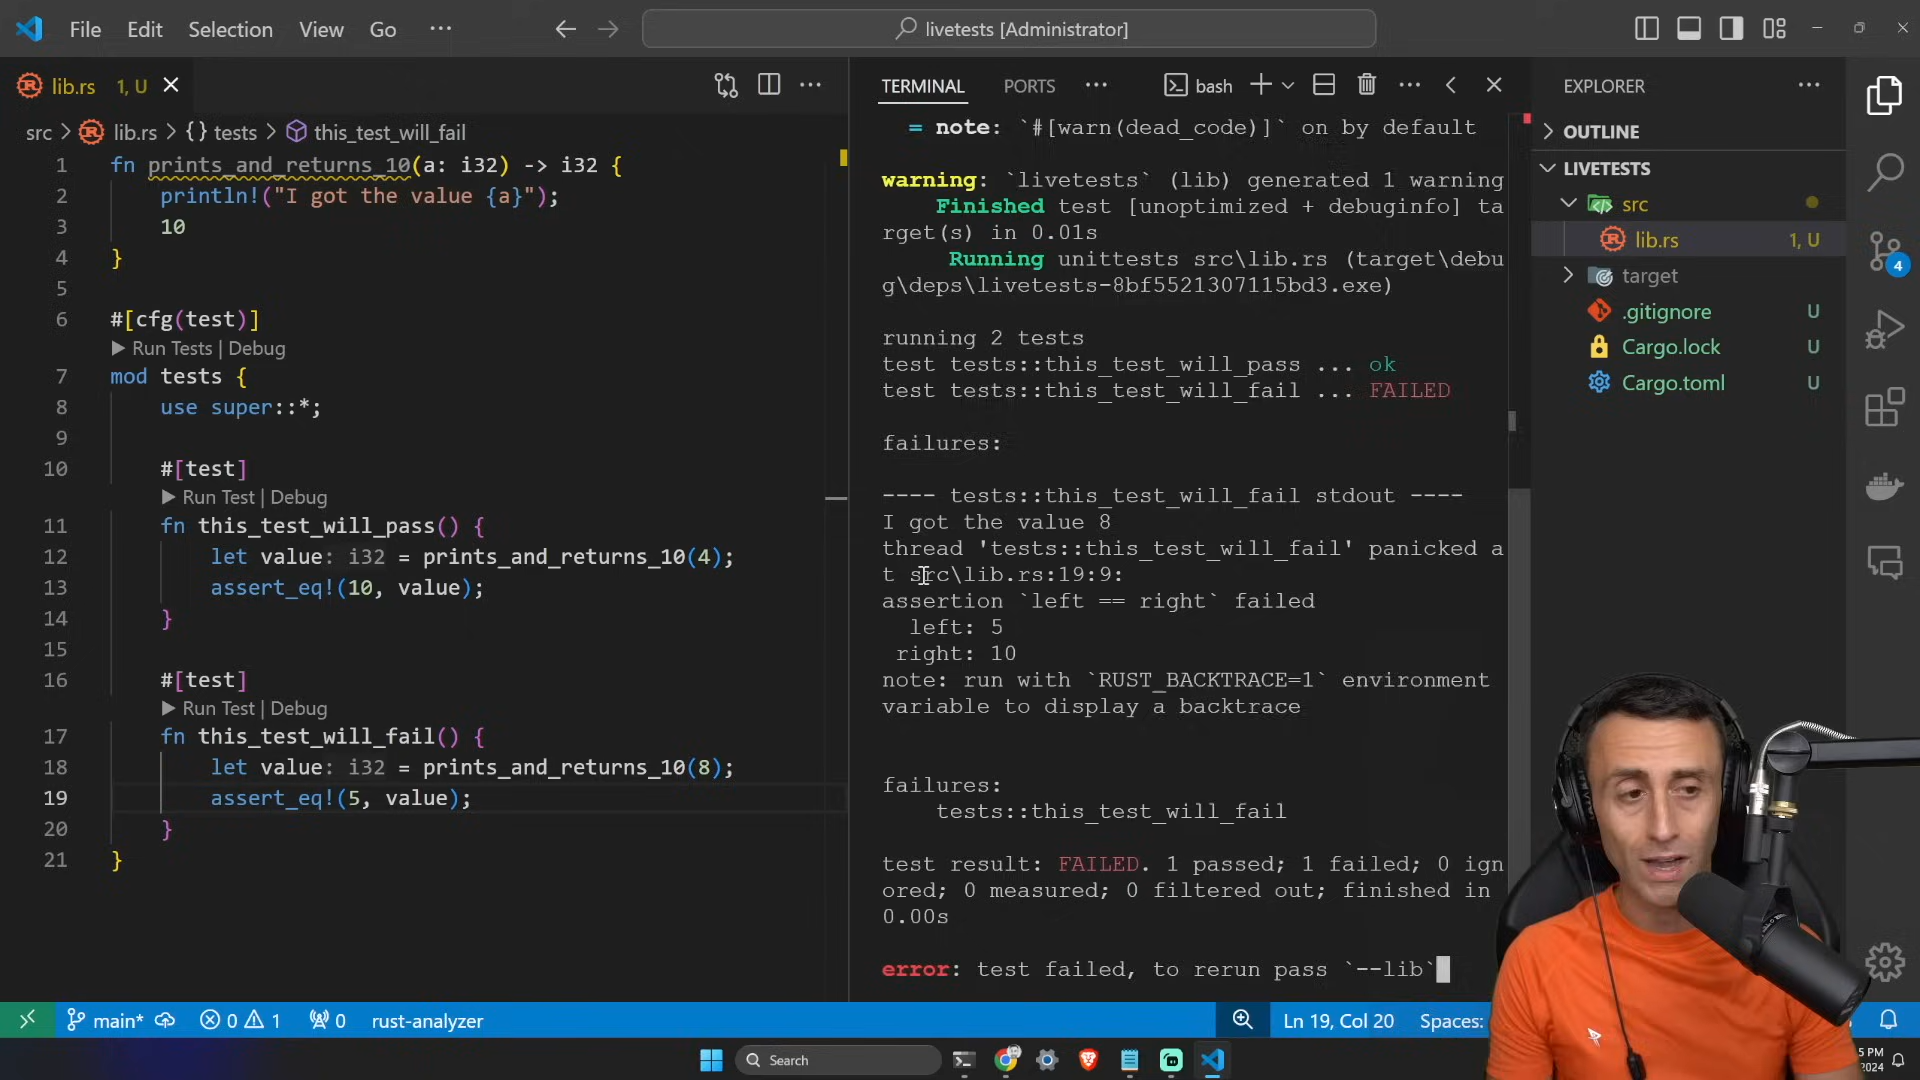 File Edit Selection View Go ···
livetests [Administrator]
lib.rs 1, U
src > lib.rs > {} tests > this_test_will_fail
1 fn prints_and_returns_10(a: i32) -> i32 {
2 println!("I got the value {a}");
3 10
4 }
5
6 #[cfg(test)]
Run Tests | Debug
7 mod tests {
8 use super::*;
9
10 #[test]
Run Test | Debug
11 fn this_test_will_pass() {
12 let value: i32 = prints_and_returns_10(4);
13 assert_eq!(10, value);
14 }
15
16 #[test]
Run Test | Debug
17 fn this_test_will_fail() {
18 let value: i32 = prints_and_returns_10(8);
19 assert_eq!(5, value);
20 }
21 }
TERMINAL PORTS ··· bash
= note: `#[warn(dead_code)]` on by default
warning: `livetests` (lib) generated 1 warning
Finished test [unoptimized + debuginfo] ta
rget(s) in 0.01s
Running unittests src\lib.rs (target\debu
g\deps\livetests-8bf5521307115bd3.exe)
running 2 tests
test tests::this_test_will_pass ... ok
test tests::this_test_will_fail ... FAILED
failures:
---- tests::this_test_will_fail stdout ----
I got the value 8
thread 'tests::this_test_will_fail' panicked a
t src\lib.rs:19:9:
assertion `left == right` failed
left: 5
right: 10
note: run with `RUST_BACKTRACE=1` environment
variable to display a backtrace
failures:
tests::this_test_will_fail
test result: FAILED. 1 passed; 1 failed; 0 ign
ored; 0 measured; 0 filtered out; finished in
0.00s
error: test failed, to rerun pass `--lib`
EXPLORER
OUTLINE
LIVETESTS
src
lib.rs 1, U
target
.gitignore U
Cargo.lock U
Cargo.toml U
4
main* 0 1 0 rust-analyzer
Ln 19, Col 20 Spaces:
Search
5 PM
2024